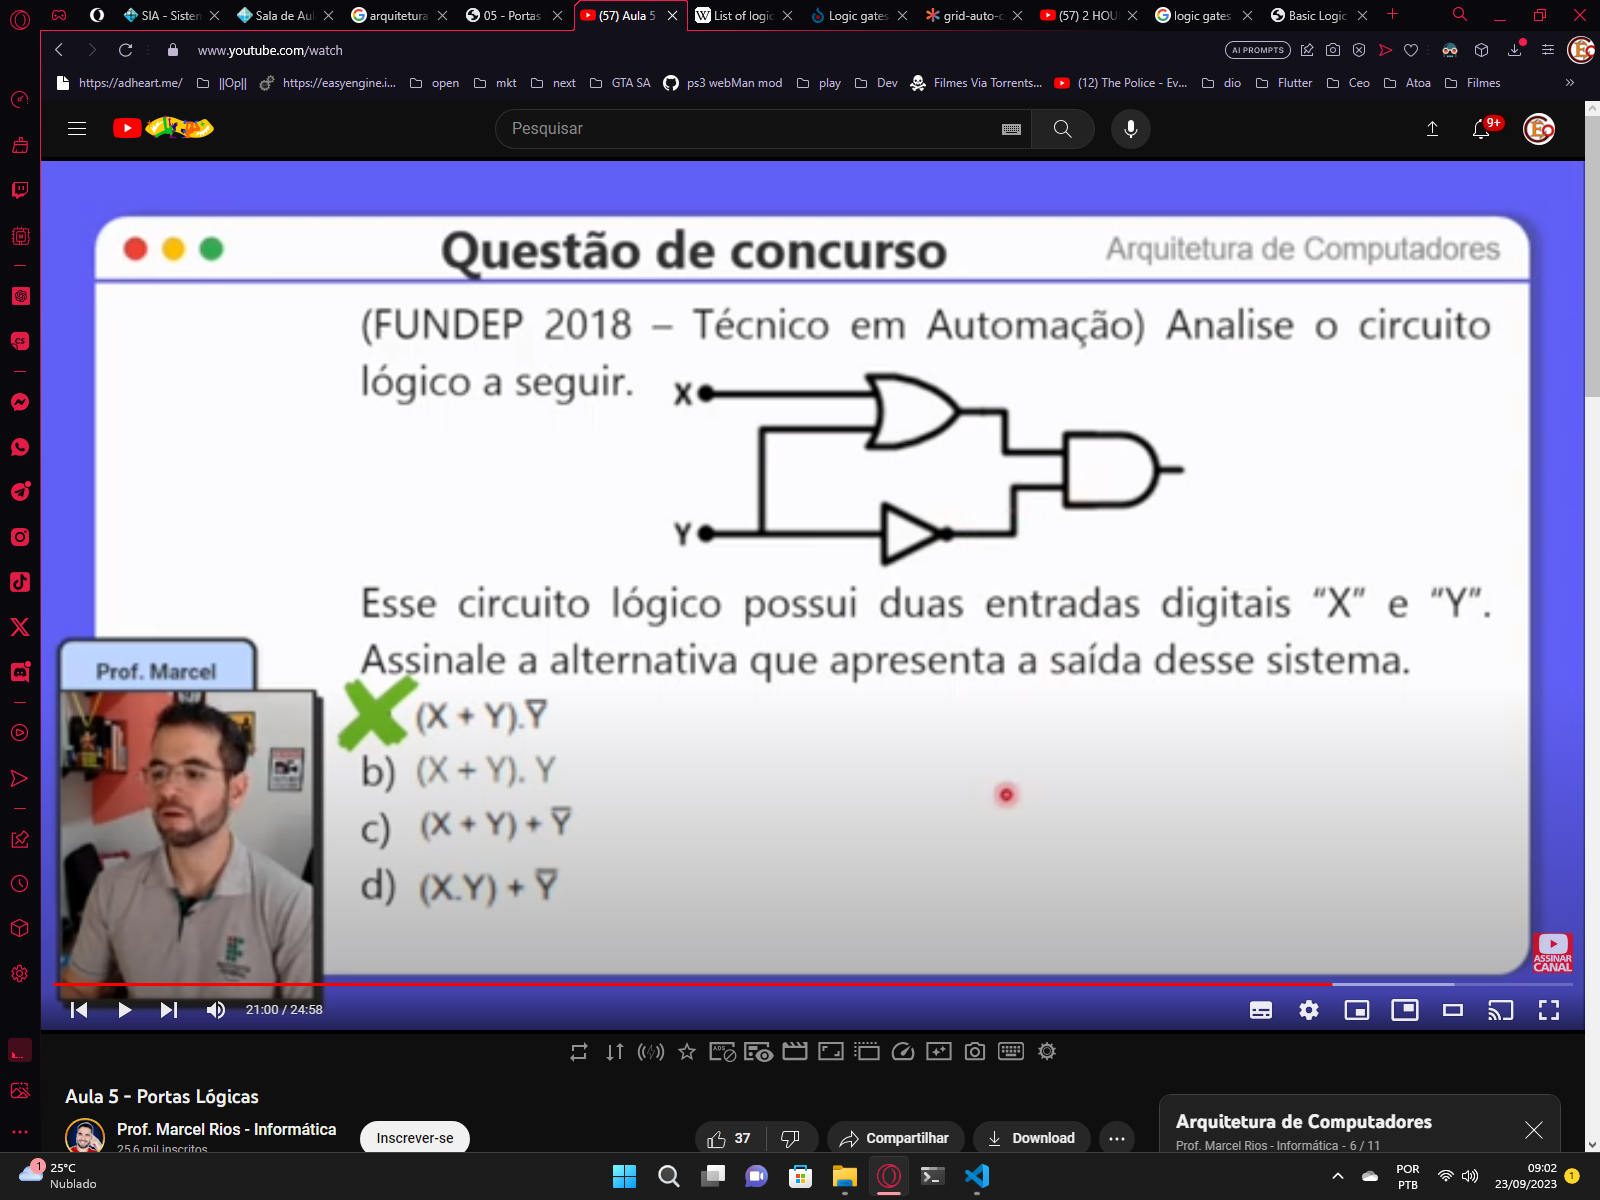 SIA - Sisten
Sala de Aul
arquitetura
05 - Portas
(57) Aula 5
List of logic
Logic gates
grid-auto-c
(57) 2 HOU
logic gates
Basic Logic
www.youtube.com/watch
AI PROMPTS
https://adheart.me/
||Op||
https://easyengine.i...
open
mkt
next
GTA SA
ps3 webMan mod
play
Dev
Filmes Via Torrents...
(12) The Police - Ev...
dio
Flutter
Ceo
Atoa
Filmes
Pesquisar
9+
Questão de concurso
Arquitetura de Computadores
(FUNDEP 2018 – Técnico em Automação) Analise o circuito
lógico a seguir.
X
Y
Esse circuito lógico possui duas entradas digitais “X” e “Y”.
Assinale a alternativa que apresenta a saída desse sistema.
(X + Y).Y̅
b) (X + Y). Y
c) (X + Y) + Y̅
d) (X.Y) + Y̅
Prof. Marcel
ASSINAR
CANAL
21:00 / 24:58
Aula 5 - Portas Lógicas
Prof. Marcel Rios - Informática
25,6 mil inscritos
Inscrever-se
37
Compartilhar
Download
Arquitetura de Computadores
Prof. Marcel Rios - Informática - 6 / 11
1
25°C
Nublado
POR
PTB
09:02
23/09/2023
1